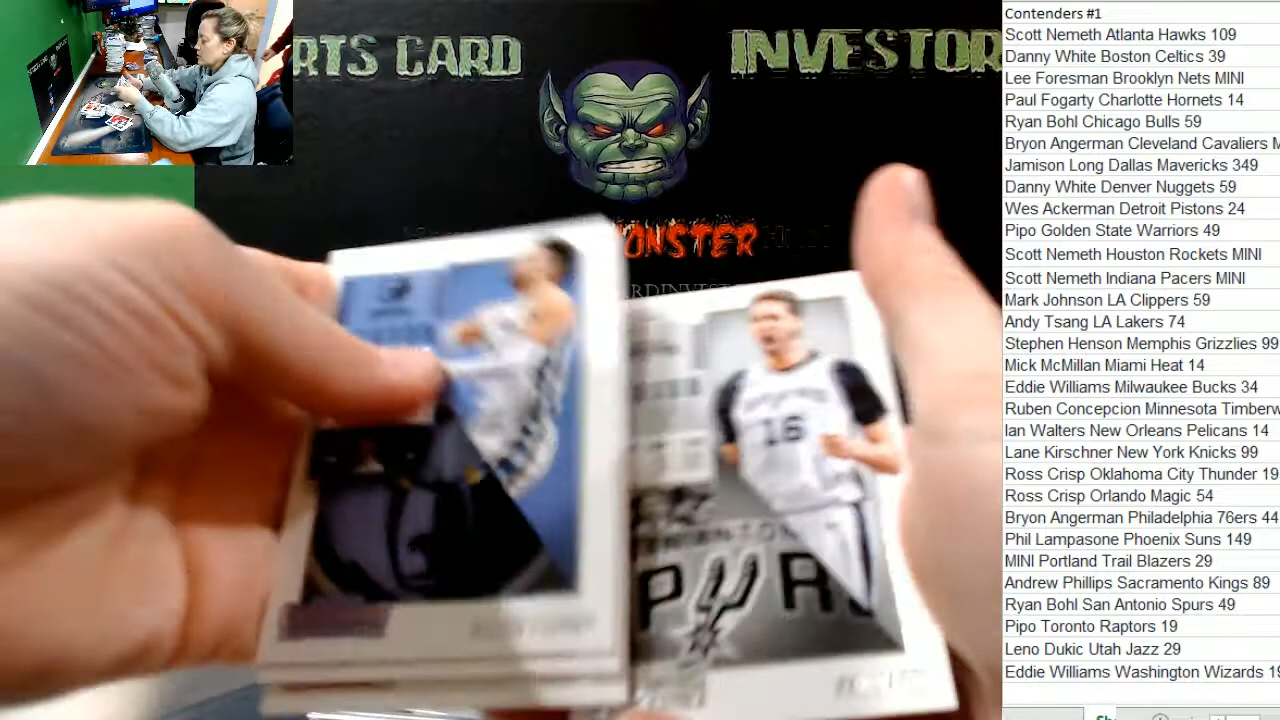 RTS CARD INVESTOR
ONSTER
RDINVES
16
PUR
Contenders #1
Scott Nemeth Atlanta Hawks 109
Danny White Boston Celtics 39
Lee Foresman Brooklyn Nets MINI
Paul Fogarty Charlotte Hornets 14
Ryan Bohl Chicago Bulls 59
Bryon Angerman Cleveland Cavaliers M
Jamison Long Dallas Mavericks 349
Danny White Denver Nuggets 59
Wes Ackerman Detroit Pistons 24
Pipo Golden State Warriors 49
Scott Nemeth Houston Rockets MINI
Scott Nemeth Indiana Pacers MINI
Mark Johnson LA Clippers 59
Andy Tsang LA Lakers 74
Stephen Henson Memphis Grizzlies 99
Mick McMillan Miami Heat 14
Eddie Williams Milwaukee Bucks 34
Ruben Concepcion Minnesota Timberw
Ian Walters New Orleans Pelicans 14
Lane Kirschner New York Knicks 99
Ross Crisp Oklahoma City Thunder 19
Ross Crisp Orlando Magic 54
Bryon Angerman Philadelphia 76ers 44
Phil Lampasone Phoenix Suns 149
MINI Portland Trail Blazers 29
Andrew Phillips Sacramento Kings 89
Ryan Bohl San Antonio Spurs 49
Pipo Toronto Raptors 19
Leno Dukic Utah Jazz 29
Eddie Williams Washington Wizards 19